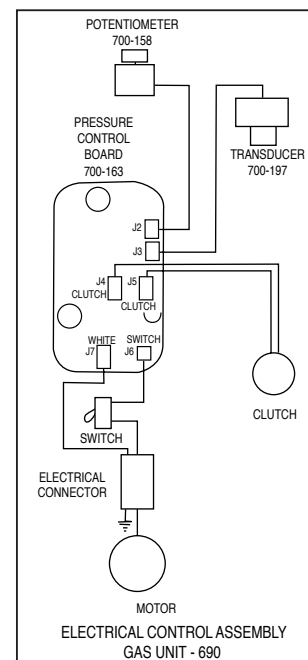 POTENTIOMETER
700-158
PRESSURE
CONTROL
BOARD
700-163
TRANSDUCER
700-197
J2
J3
J4
CLUTCH
J5
CLUTCH
WHITE
J7
SWITCH
J6
SWITCH
CLUTCH
ELECTRICAL
CONNECTOR
MOTOR
ELECTRICAL CONTROL ASSEMBLY
GAS UNIT - 690